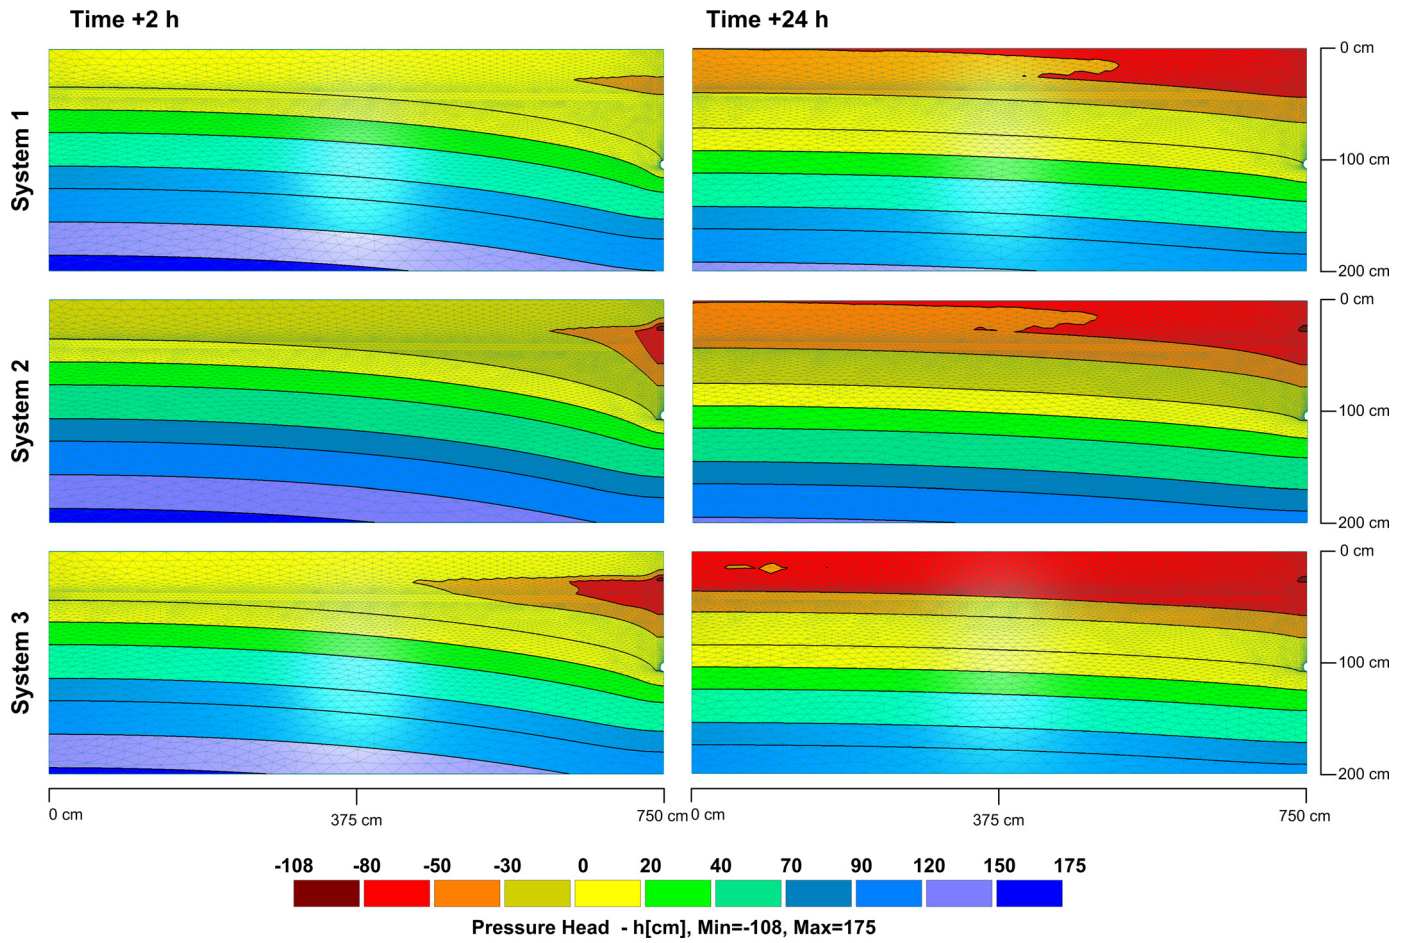 Time +2 h
Time +24 h
System 1
0 cm
100 cm
200 cm
System 2
0 cm
100 cm
200 cm
System 3
0 cm
100 cm
200 cm
0 cm 375 cm 750 cm 0 cm 375 cm 750 cm
-108 -80 -50 -30 0 20 40 70 90 120 150 175
Pressure Head - h[cm], Min=-108, Max=175